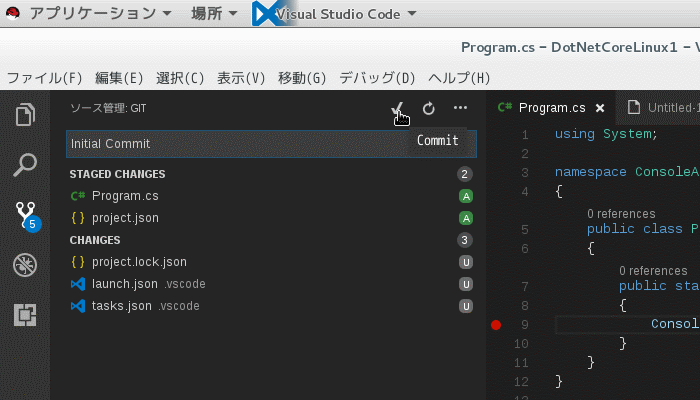 アプリケーション 場所 Visual Studio Code
Program.cs - DotNetCoreLinux1 -
ファイル(F) 編集(E) 選択(C) 表示(V) 移動(G) デバッグ(D) ヘルプ(H)
ソース管理: GIT
Initial Commit
Commit
STAGED CHANGES 2
C# Program.cs A
{ } project.json A
CHANGES 3
{ } project.lock.json U
launch.json .vscode U
tasks.json .vscode U
5
C# Program.cs × Untitled-1
1 using System;
2
3 namespace ConsoleA
4 {
0 references
5 public class P
6 {
0 references
7 public sta
8 {
9 Consol
10 }
11 }
12 }